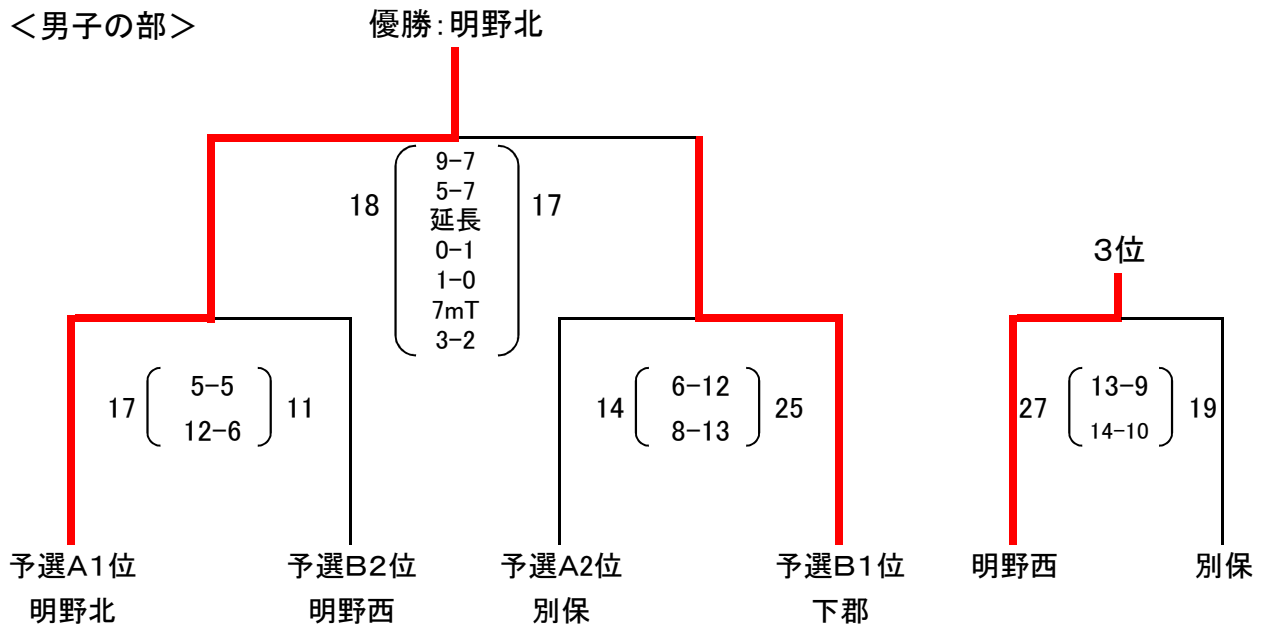 ＜男子の部＞
優勝：明野北
18
9-7
5-7
延長
0-1
1-0
7mT
3-2
17
3位
17
5-5
12-6
11
14
6-12
8-13
25
27
13-9
14-10
19
予選A1位
明野北
予選B2位
明野西
予選A2位
別保
予選B1位
下郡
明野西
別保